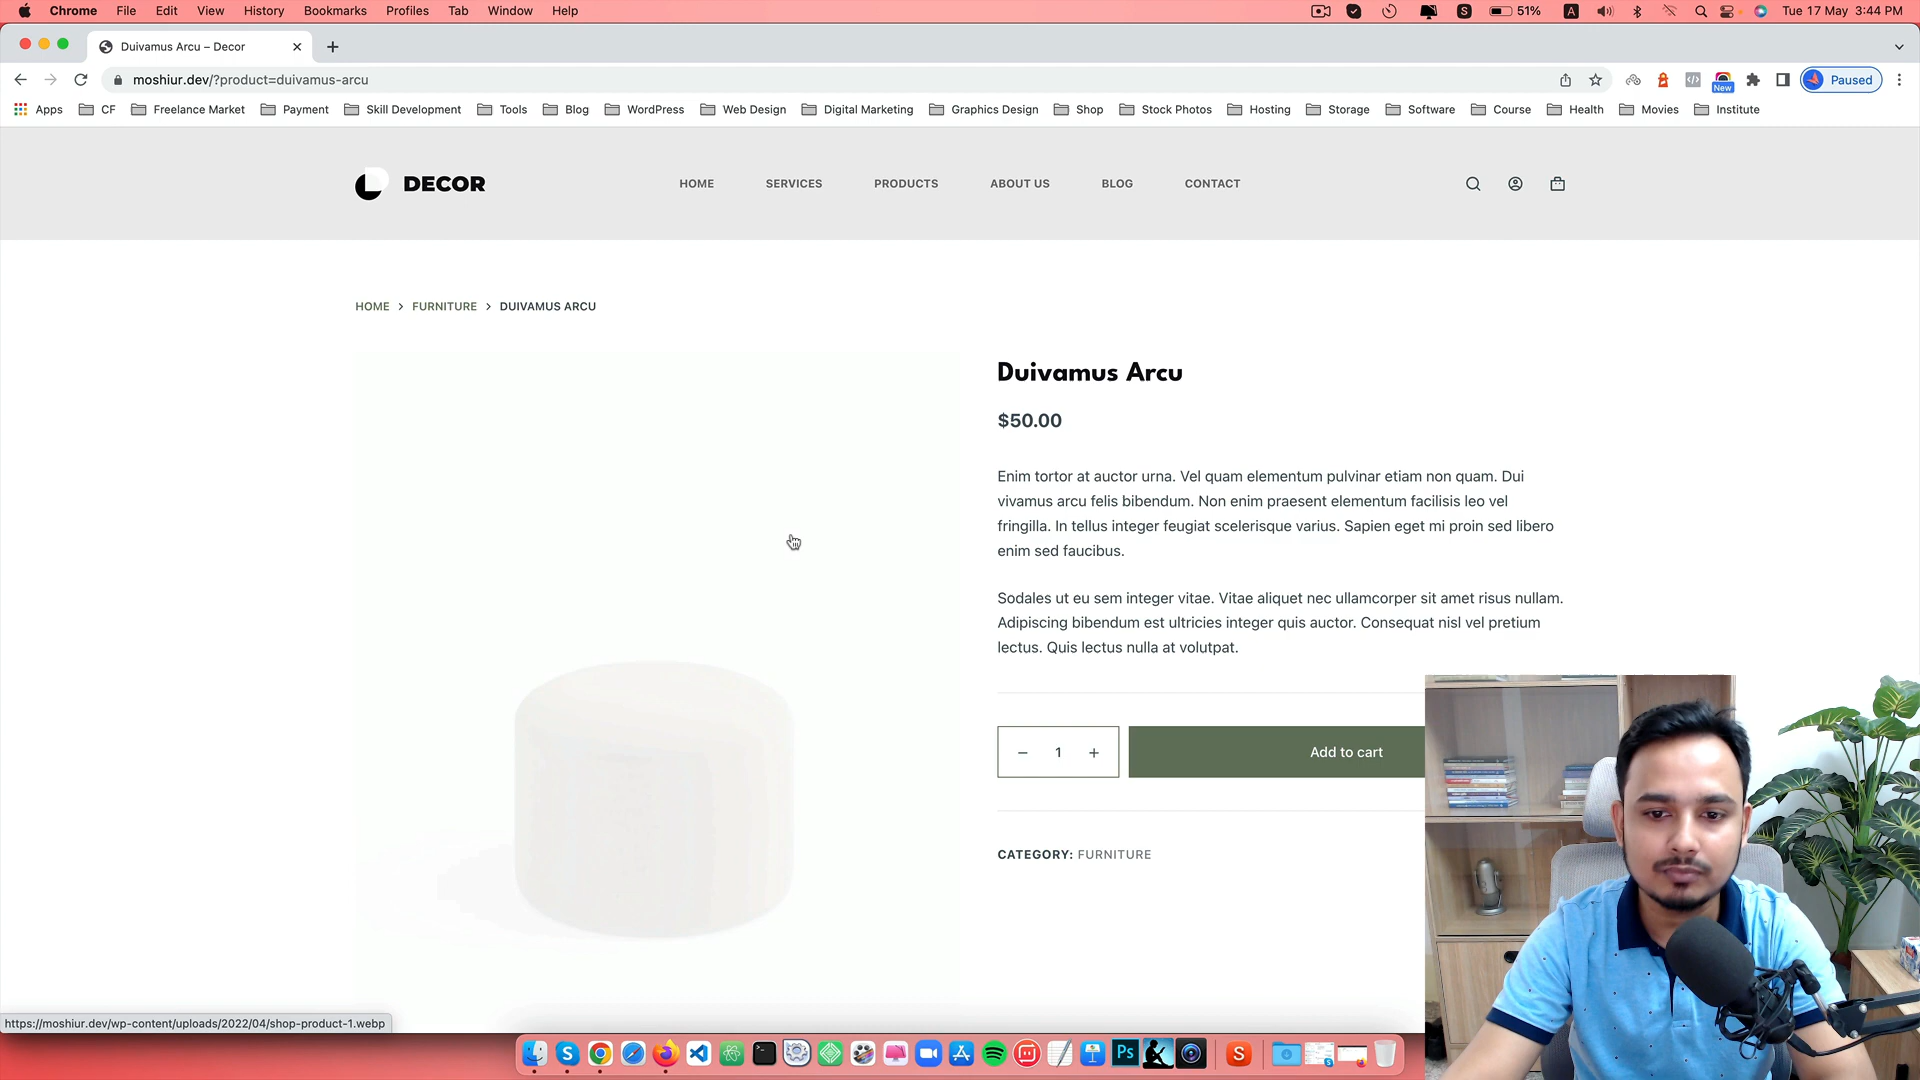 Chrome File Edit View History Bookmarks Profiles Tab Window Help
51% A Tue 17 May 3:44 PM
Duivamus Arcu – Decor
moshiur.dev/?product=duivamus-arcu
New
Paused
Apps CF Freelance Market Payment Skill Development Tools Blog WordPress Web Design Digital Marketing Graphics Design Shop Stock Photos Hosting Storage Software Course Health Movies Institute
DECOR
HOME SERVICES PRODUCTS ABOUT US BLOG CONTACT
HOME > FURNITURE > DUIVAMUS ARCU
Duivamus Arcu
$50.00
Enim tortor at auctor urna. Vel quam elementum pulvinar etiam non quam. Dui
vivamus arcu felis bibendum. Non enim praesent elementum facilisis leo vel
fringilla. In tellus integer feugiat scelerisque varius. Sapien eget mi proin sed libero
enim sed faucibus.
Sodales ut eu sem integer vitae. Vitae aliquet nec ullamcorper sit amet risus nullam.
Adipiscing bibendum est ultricies integer quis auctor. Consequat nisl vel pretium
lectus. Quis lectus nulla at volutpat.
− 1 +
Add to cart
CATEGORY: FURNITURE
https://moshiur.dev/wp-content/uploads/2022/04/shop-product-1.webp
Ps
S